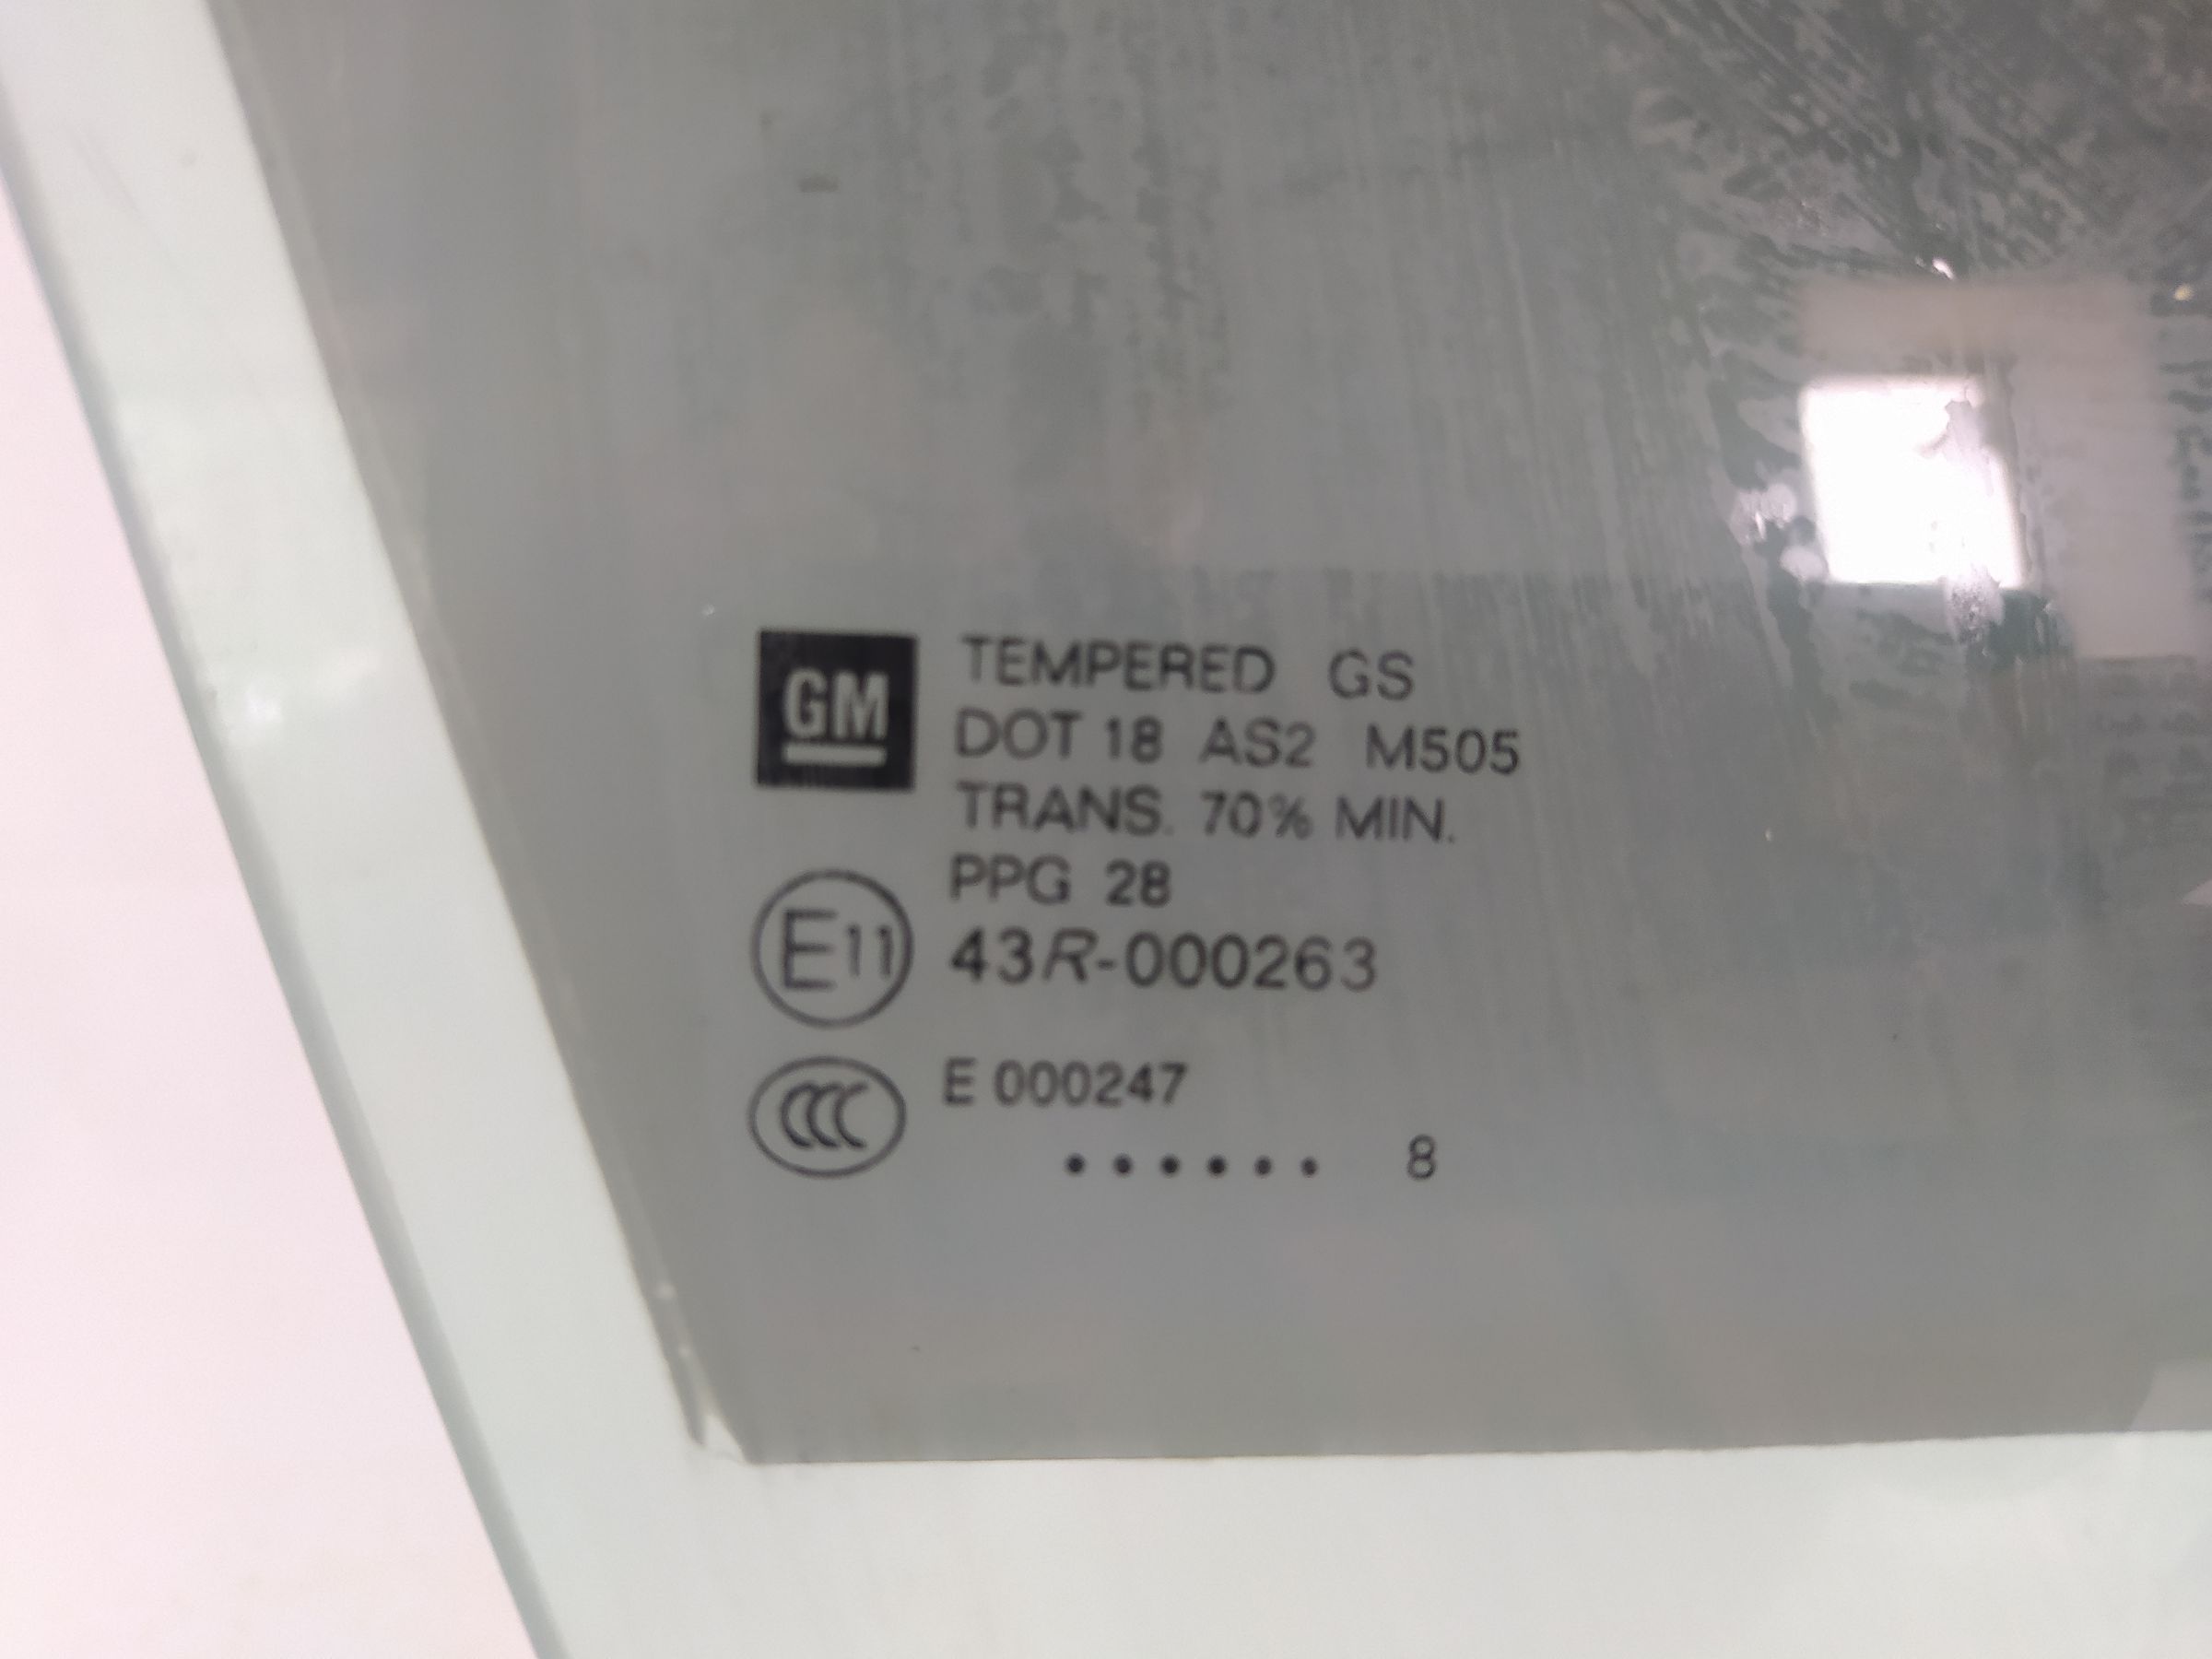 GM
TEMPERED GS
DOT 18 AS2 M505
TRANS. 70% MIN.
PPG 28
E11 43R-000263
CCC E 000247
...... 8